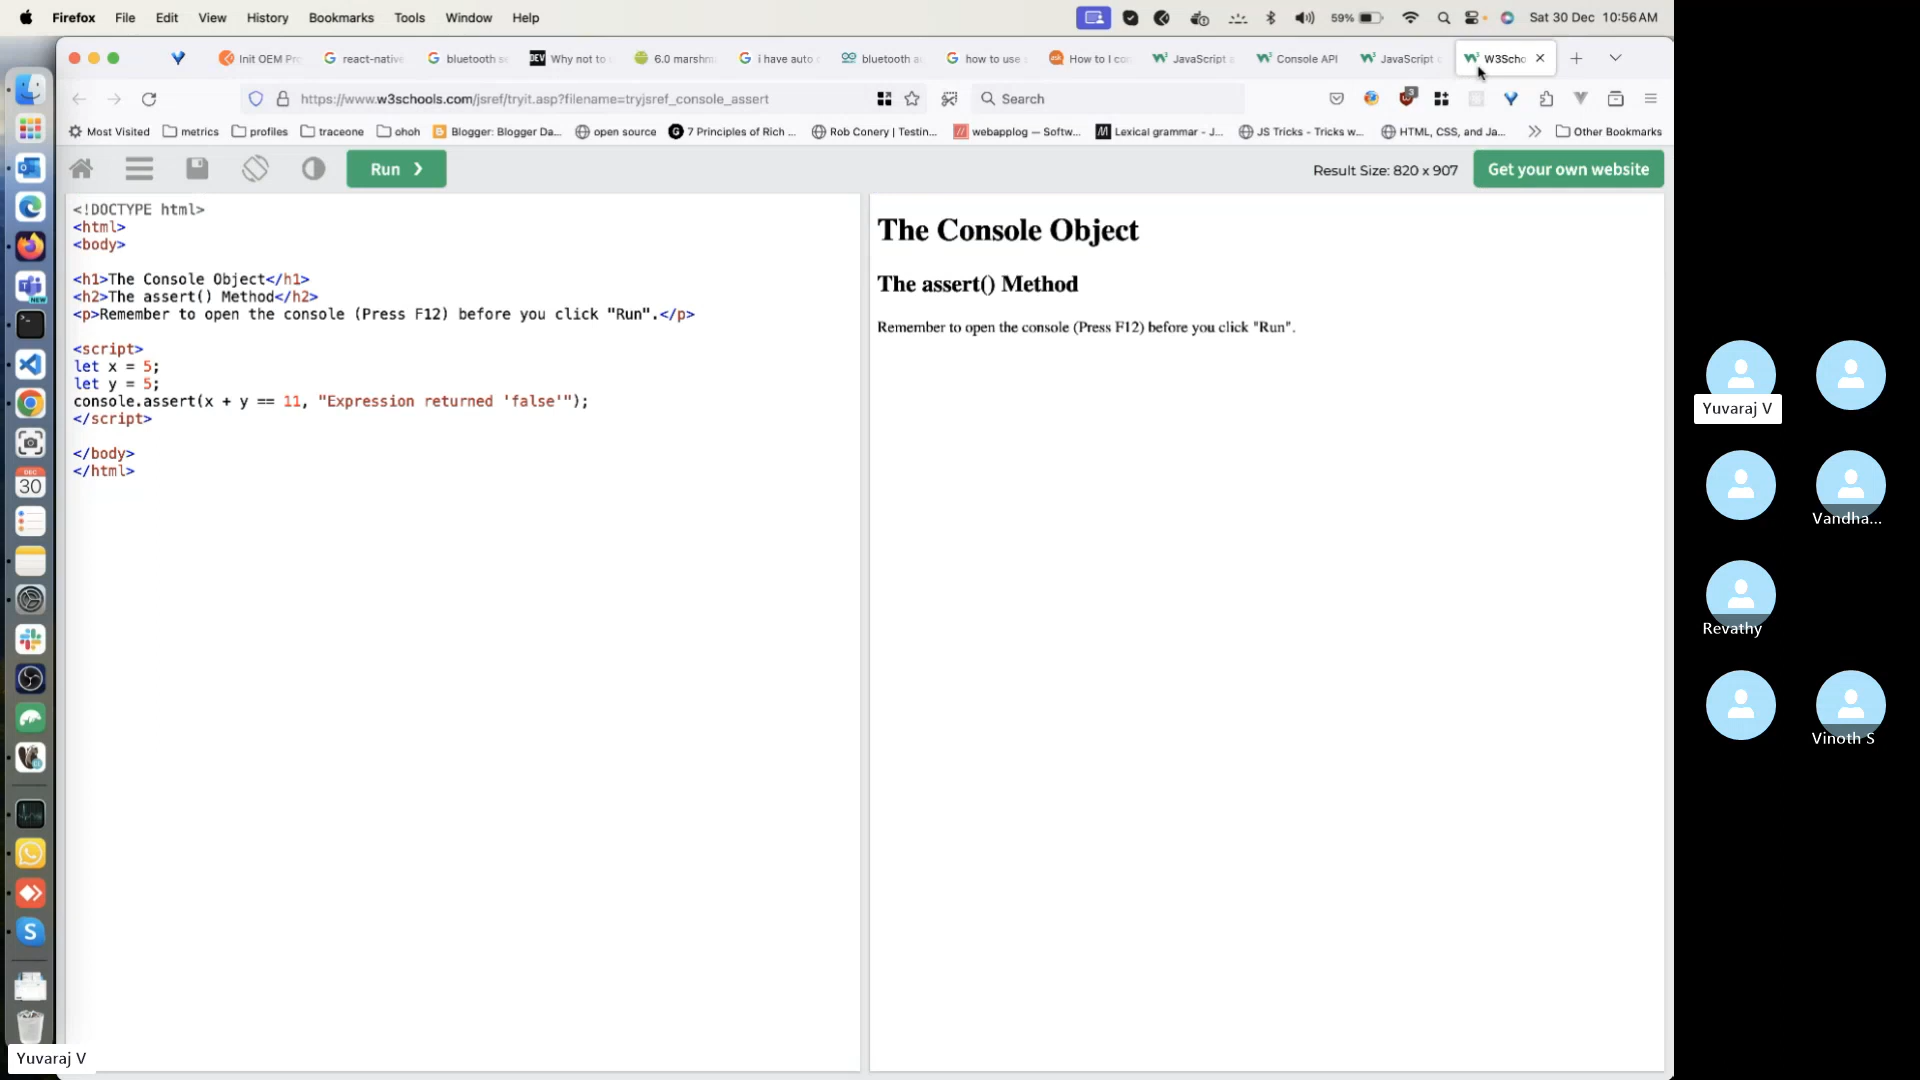 Firefox File Edit View History Bookmarks Tools Window Help 59% Sat 30 Dec 10:56 AM
Init OEM Pr react-native bluetooth se DEV Why not to 6.0 marshm i have auto bluetooth a how to use How to I co JavaScript Console API JavaScript W3Scho
https://www.w3schools.com/jsref/tryit.asp?filename=tryjsref_console_assert Search 3
Most Visited metrics profiles traceone ohoh Blogger: Blogger Da... open source 7 Principles of Rich ... Rob Conery | Testin... webapplog — Softw... Lexical grammar - J... JS Tricks - Tricks w... HTML, CSS, and Ja... Other Bookmarks
Run ❯ Result Size: 820 x 907 Get your own website
<!DOCTYPE html>
<html>
<body>
<h1>The Console Object</h1>
<h2>The assert() Method</h2>
<p>Remember to open the console (Press F12) before you click "Run".</p>
<script>
let x = 5;
let y = 5;
console.assert(x + y == 11, "Expression returned 'false'");
</script>
</body>
</html>
The Console Object
The assert() Method
Remember to open the console (Press F12) before you click "Run".
NEW
DEC
30
Yuvaraj V
Yuvaraj V
Vandha...
Revathy
Vinoth S